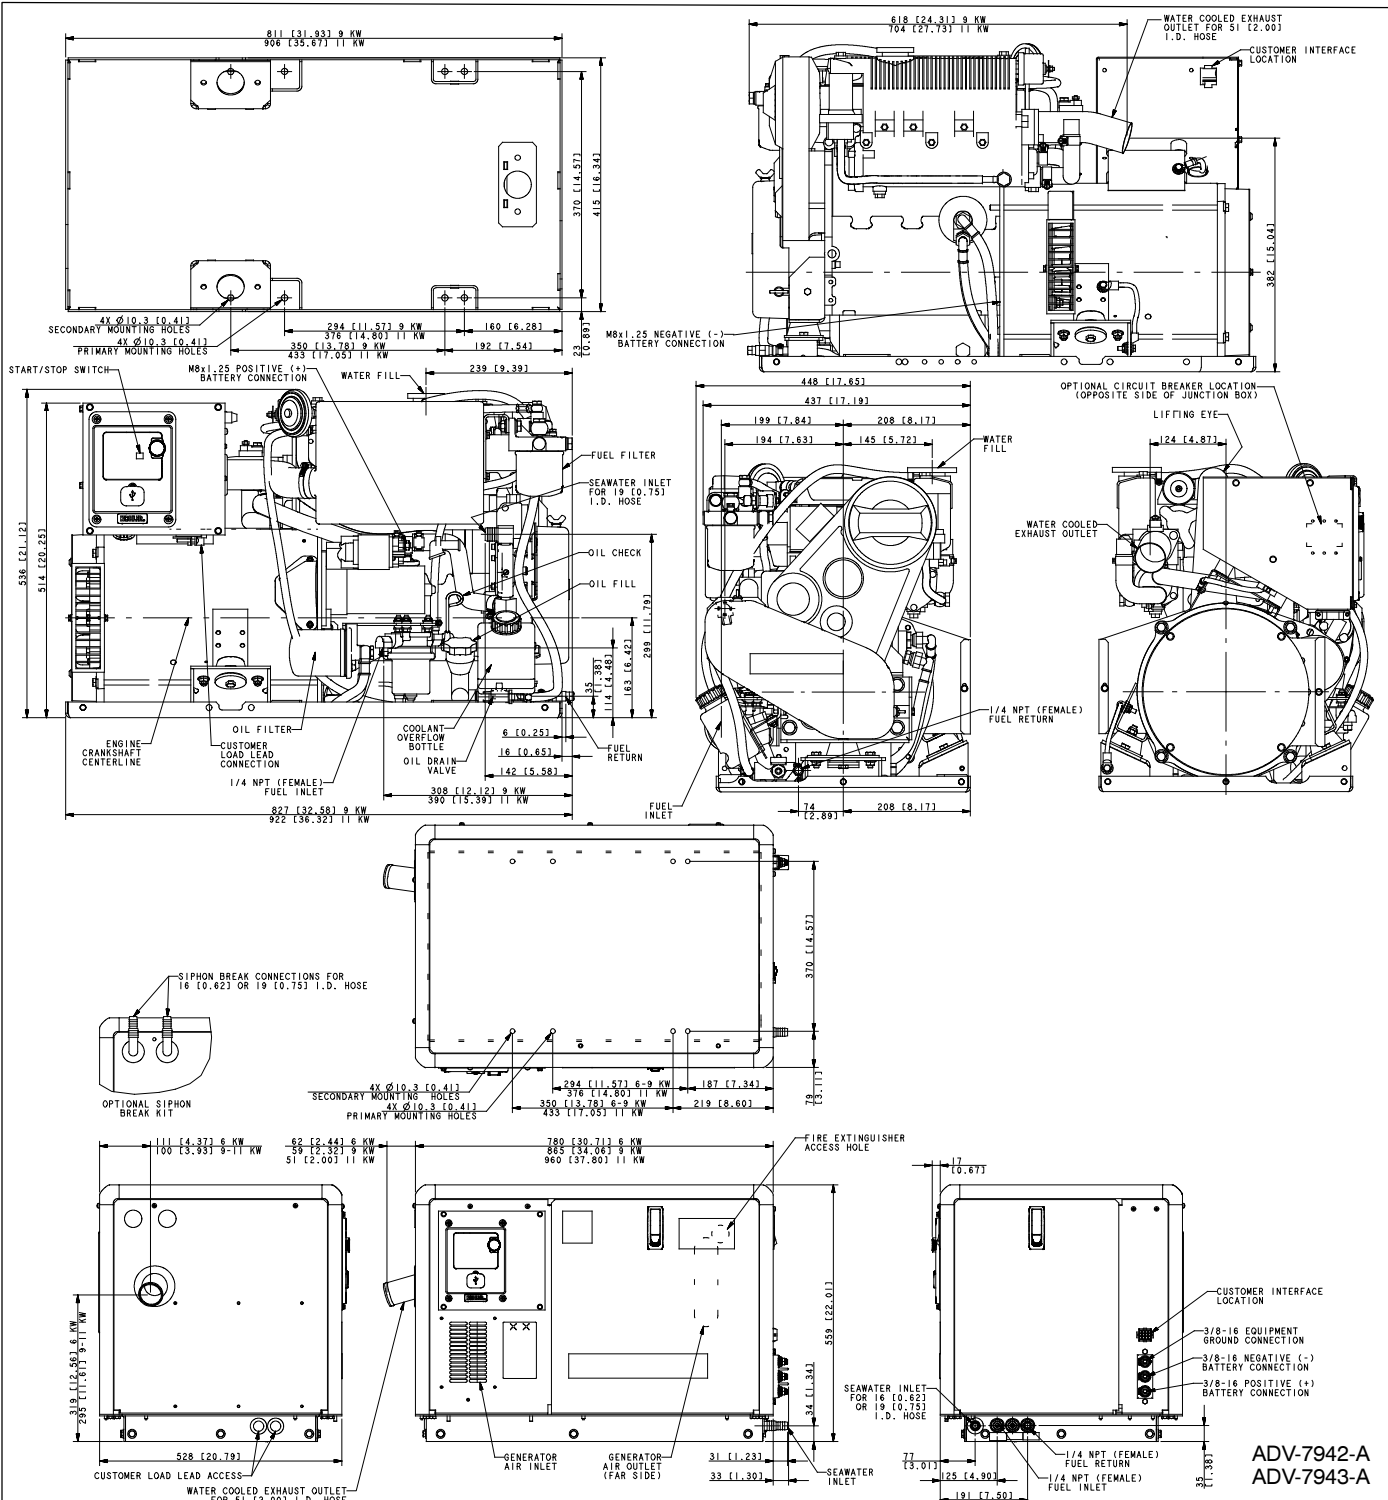 811 [31.93] 9 KW
906 [35.67] 11 KW
370 [14.57]
415 [16.34]
4X Ø10.3 [0.41]
SECONDARY MOUNTING HOLES
4X Ø10.3 [0.41]
PRIMARY MOUNTING HOLES
294 [11.57] 9 KW
376 [14.80] 11 KW
160 [6.28]
350 [13.78] 9 KW
433 [17.05] 11 KW
192 [7.54]
23
[0.89]
618 [24.31] 9 KW
704 [27.73] 11 KW
WATER COOLED EXHAUST
OUTLET FOR 51 [2.00]
I.D. HOSE
CUSTOMER INTERFACE
LOCATION
382 [15.04]
M8x1.25 NEGATIVE (-)
BATTERY CONNECTION
START/STOP SWITCH
M8x1.25 POSITIVE (+)
BATTERY CONNECTION
WATER FILL
239 [9.39]
FUEL FILTER
SEAWATER INLET
FOR 19 [0.75]
I.D. HOSE
OIL CHECK
OIL FILL
536 [21.12]
514 [20.25]
35
[1.38]
114 [4.48]
163 [6.42]
299 [11.79]
ENGINE
CRANKSHAFT
CENTERLINE
CUSTOMER
LOAD LEAD
CONNECTION
OIL FILTER
1/4 NPT (FEMALE)
FUEL INLET
COOLANT
OVERFLOW
BOTTLE
OIL DRAIN
VALVE
6 [0.25]
16 [0.65]
142 [5.58]
FUEL
RETURN
308 [12.12] 9 KW
390 [15.39] 11 KW
827 [32.58] 9 KW
922 [36.32] 11 KW
448 [17.65]
437 [17.19]
199 [7.84]
208 [8.17]
194 [7.63]
145 [5.72]
WATER
FILL
1/4 NPT (FEMALE)
FUEL RETURN
FUEL
INLET
74
[2.89]
208 [8.17]
OPTIONAL CIRCUIT BREAKER LOCATION
(OPPOSITE SIDE OF JUNCTION BOX)
LIFTING EYE
124 [4.87]
WATER COOLED
EXHAUST OUTLET
370 [14.57]
79
[3.11]
4X Ø10.3 [0.41]
SECONDARY MOUNTING HOLES
4X Ø10.3 [0.41]
PRIMARY MOUNTING HOLES
294 [11.57] 6-9 KW
376 [14.80] 11 KW
187 [7.34]
350 [13.78] 6-9 KW
433 [17.05] 11 KW
219 [8.60]
SIPHON BREAK CONNECTIONS FOR
16 [0.62] OR 19 [0.75] I.D. HOSE
OPTIONAL SIPHON
BREAK KIT
111 [4.37] 6 KW
100 [3.93] 9-11 KW
62 [2.44] 6 KW
59 [2.32] 9 KW
51 [2.00] 11 KW
780 [30.71] 6 KW
865 [34.06] 9 KW
960 [37.80] 11 KW
FIRE EXTINGUISHER
ACCESS HOLE
17
[0.67]
319 [12.56] 6 KW
295 [11.61] 9-11 KW
528 [20.79]
CUSTOMER LOAD LEAD ACCESS
WATER COOLED EXHAUST OUTLET
FOR 51 [2.00] I.D. HOSE
559 [22.01]
34 [1.34]
GENERATOR
AIR INLET
GENERATOR
AIR OUTLET
(FAR SIDE)
31 [1.23]
33 [1.30]
SEAWATER
INLET
SEAWATER INLET
FOR 16 [0.62]
OR 19 [0.75]
I.D. HOSE
CUSTOMER INTERFACE
LOCATION
3/8-16 EQUIPMENT
GROUND CONNECTION
3/8-16 NEGATIVE (-)
BATTERY CONNECTION
3/8-16 POSITIVE (+)
BATTERY CONNECTION
77
[3.01]
125 [4.90]
191 [7.50]
1/4 NPT (FEMALE)
FUEL RETURN
1/4 NPT (FEMALE)
FUEL INLET
35
[1.38]
ADV-7942-A
ADV-7943-A